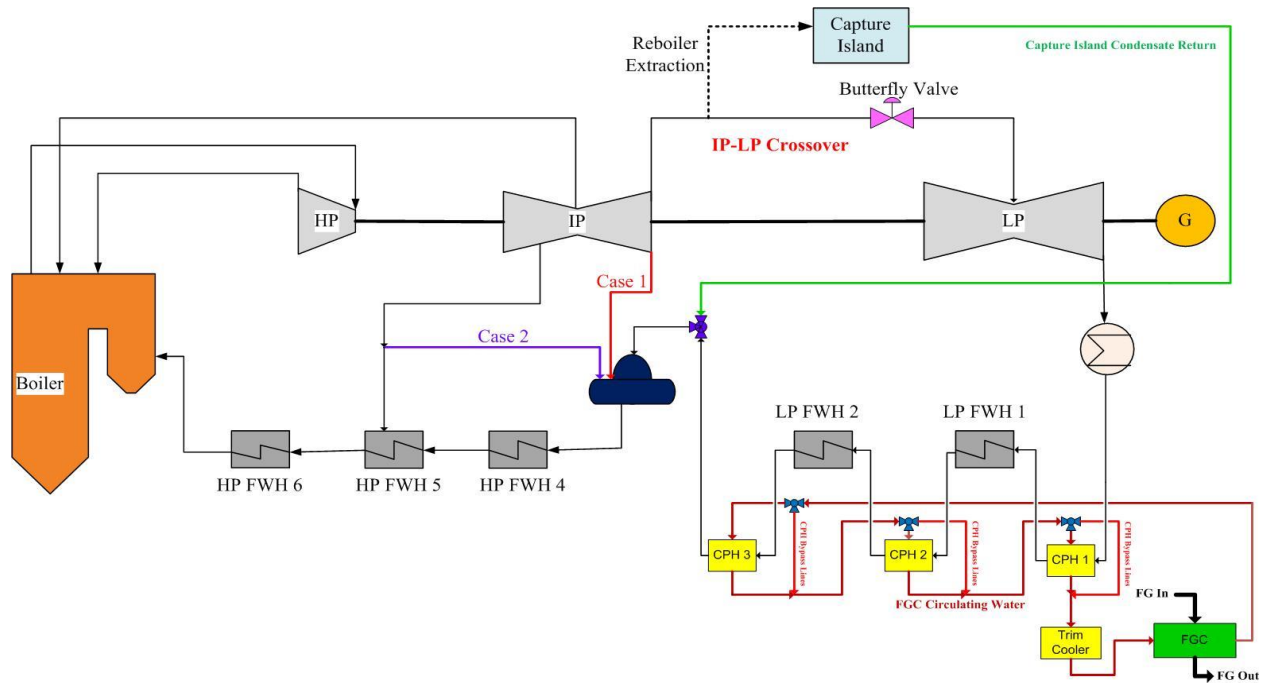 Capture
Island
Reboiler
Extraction
Capture Island Condensate Return
Butterfly Valve
IP-LP Crossover
HP
IP
LP
G
Case 1
Case 2
Boiler
LP FWH 2
LP FWH 1
HP FWH 6
HP FWH 5
HP FWH 4
CPH Bypass Lines
CPH Bypass Lines
CPH Bypass Lines
CPH 3
CPH 2
CPH 1
FGC Circulating Water
FG In
Trim
Cooler
FGC
FG Out